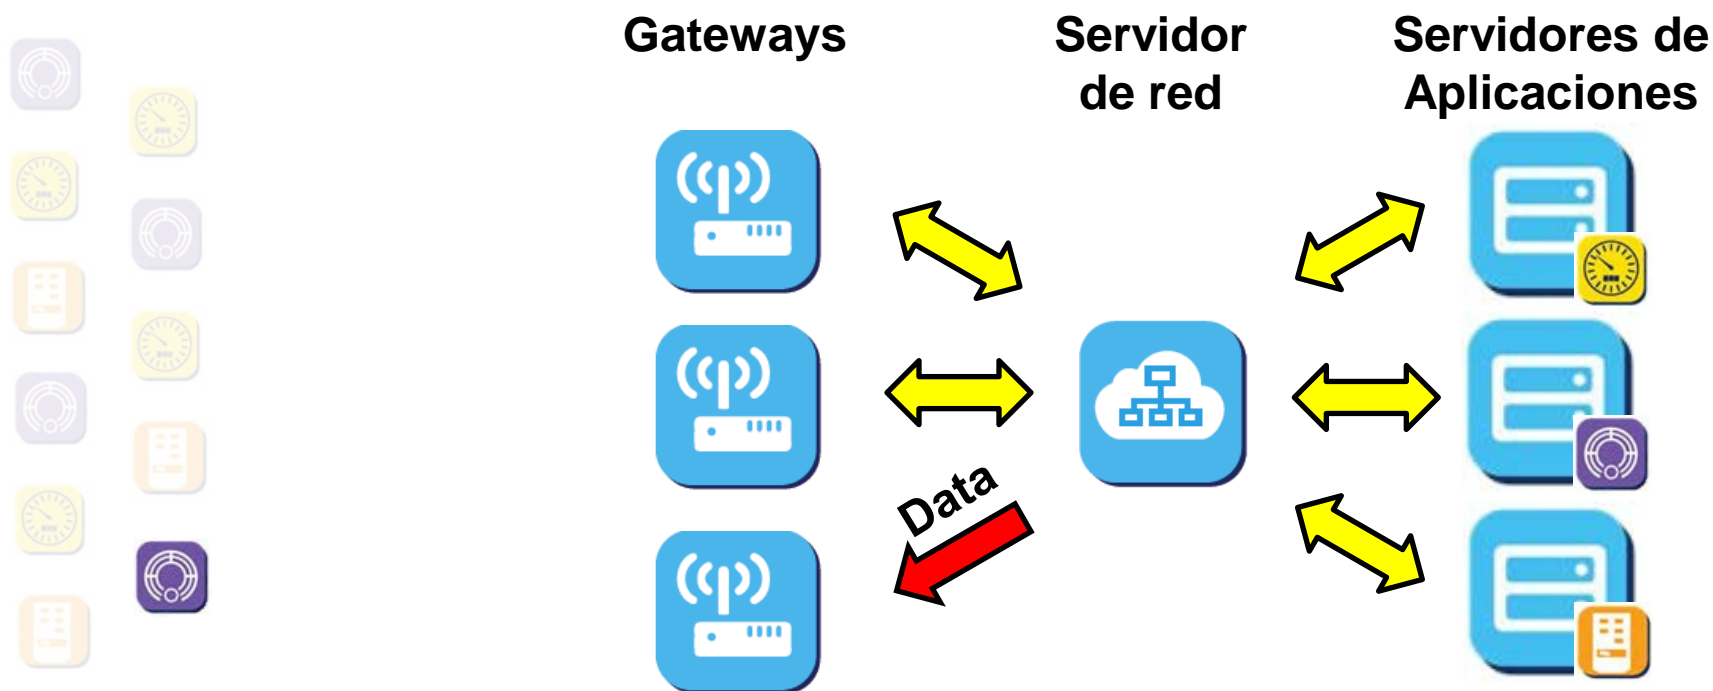 Gateways
Servidor
de red
Servidores de
Aplicaciones
Data